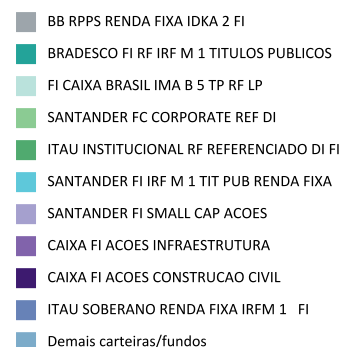 BB RPPS RENDA FIXA IDKA 2 FI
BRADESCO FI RF IRF M 1 TITULOS PUBLICOS
FI CAIXA BRASIL IMA B 5 TP RF LP
SANTANDER FC CORPORATE REF DI
ITAU INSTITUCIONAL RF REFERENCIADO DI FI
SANTANDER FI IRF M 1 TIT PUB RENDA FIXA
SANTANDER FI SMALL CAP ACOES
CAIXA FI ACOES INFRAESTRUTURA
CAIXA FI ACOES CONSTRUCAO CIVIL
ITAU SOBERANO RENDA FIXA IRFM 1   FI
Demais carteiras/fundos